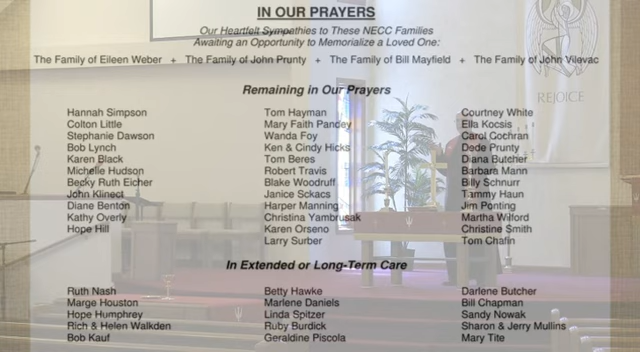 IN OUR PRAYERS
Our Heartfelt Sympathies to These NECC Families
Awaiting an Opportunity to Memorialize a Loved One:
The Family of Eileen Weber + The Family of John Prunty + The Family of Bill Mayfield + The Family of John Vilevac
REJOICE
Remaining in Our Prayers
Hannah Simpson Tom Hayman Courtney White
Colton Little Mary Faith Pandey Ella Kocsis
Stephanie Dawson Wanda Foy Carol Cochran
Bob Lynch Ken & Cindy Hicks Dede Prunty
Karen Black Tom Beres Diana Butcher
Michelle Hudson Robert Travis Barbara Mann
Becky Ruth Eicher Blake Woodruff Billy Schnurr
John Klinect Janice Sckacs Tammy Haun
Diane Benton Harper Manning Jim Ponting
Kathy Overly Christina Yambrusak Martha Wilford
Hope Hill Karen Orseno Christine Smith
Larry Surber Tom Chafin
In Extended or Long-Term Care
Ruth Nash Betty Hawke Darlene Butcher
Marge Houston Marlene Daniels Bill Chapman
Hope Humphrey Linda Spitzer Sandy Nowak
Rich & Helen Walkden Ruby Burdick Sharon & Jerry Mullins
Bob Kauf Geraldine Piscola Mary Tite